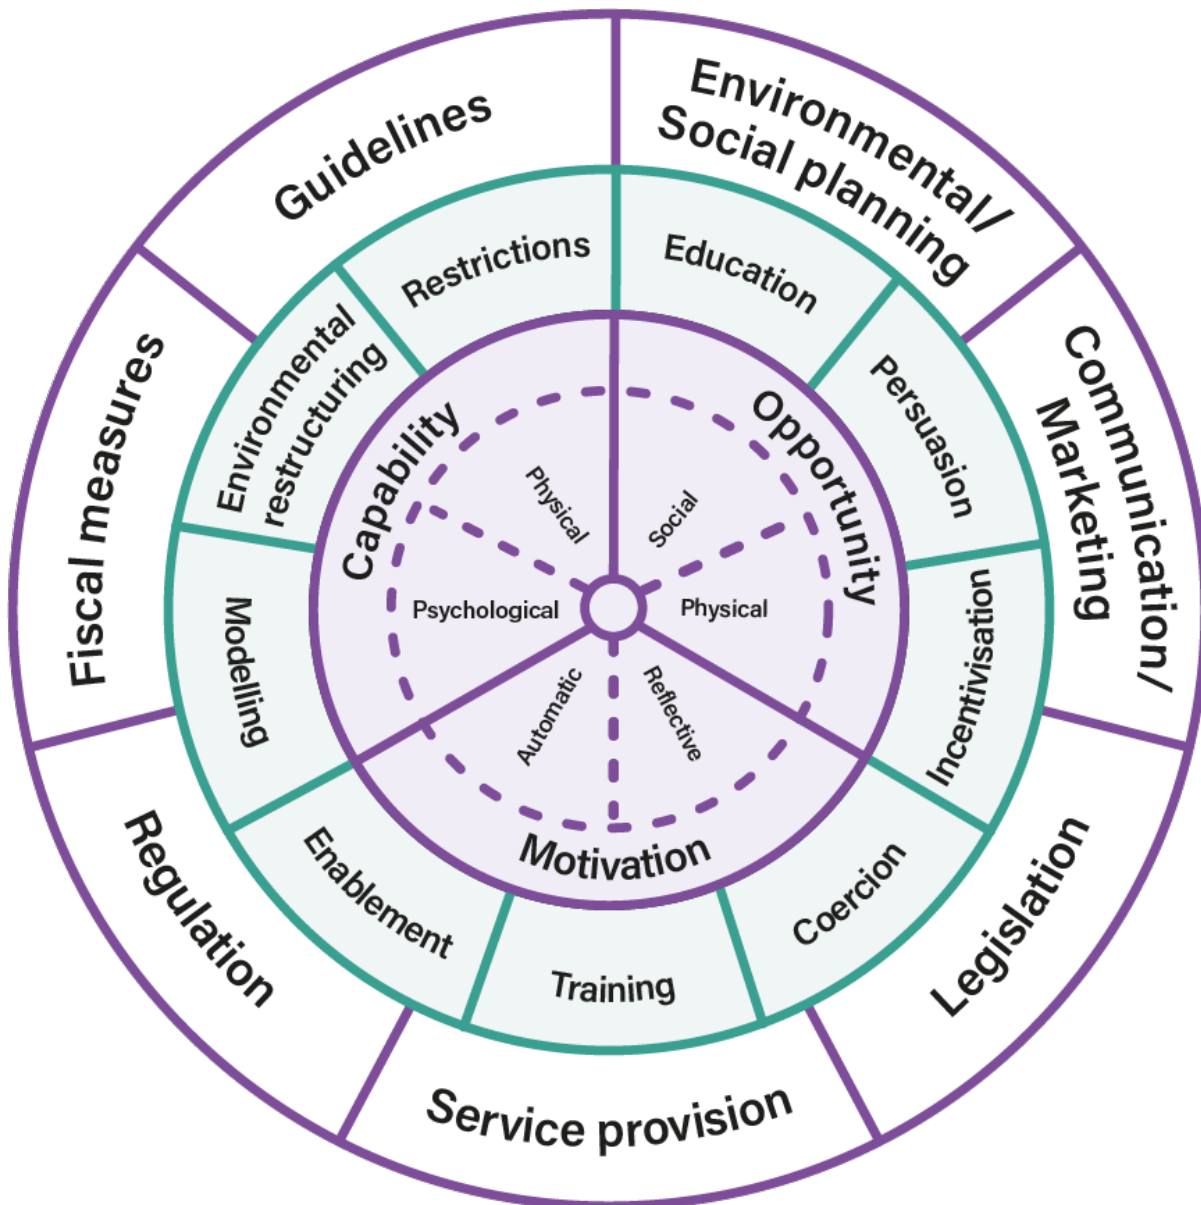 Guidelines
Environmental/
Social planning
Communication/
Marketing
Legislation
Service provision
Regulation
Fiscal measures
Restrictions
Education
Persuasion
Incentivisation
Coercion
Training
Enablement
Modelling
Environmental
restructuring
Capability
Opportunity
Motivation
Physical
Social
Physical
Reflective
Automatic
Psychological